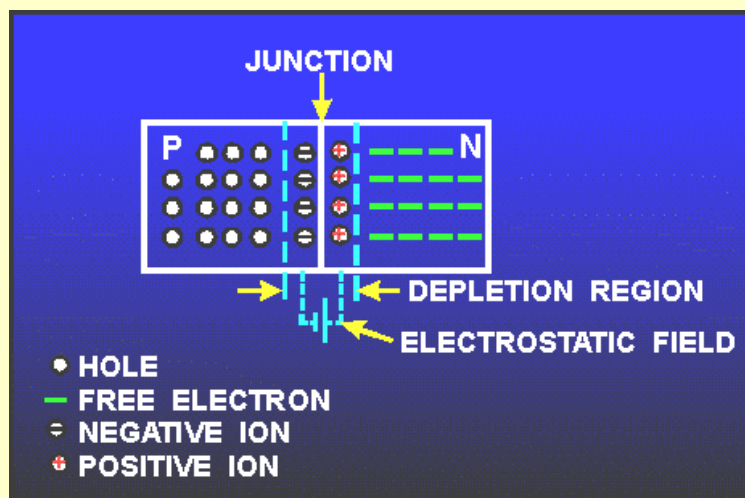 JUNCTION
P N
DEPLETION REGION
ELECTROSTATIC FIELD
HOLE
FREE ELECTRON
NEGATIVE ION
POSITIVE ION